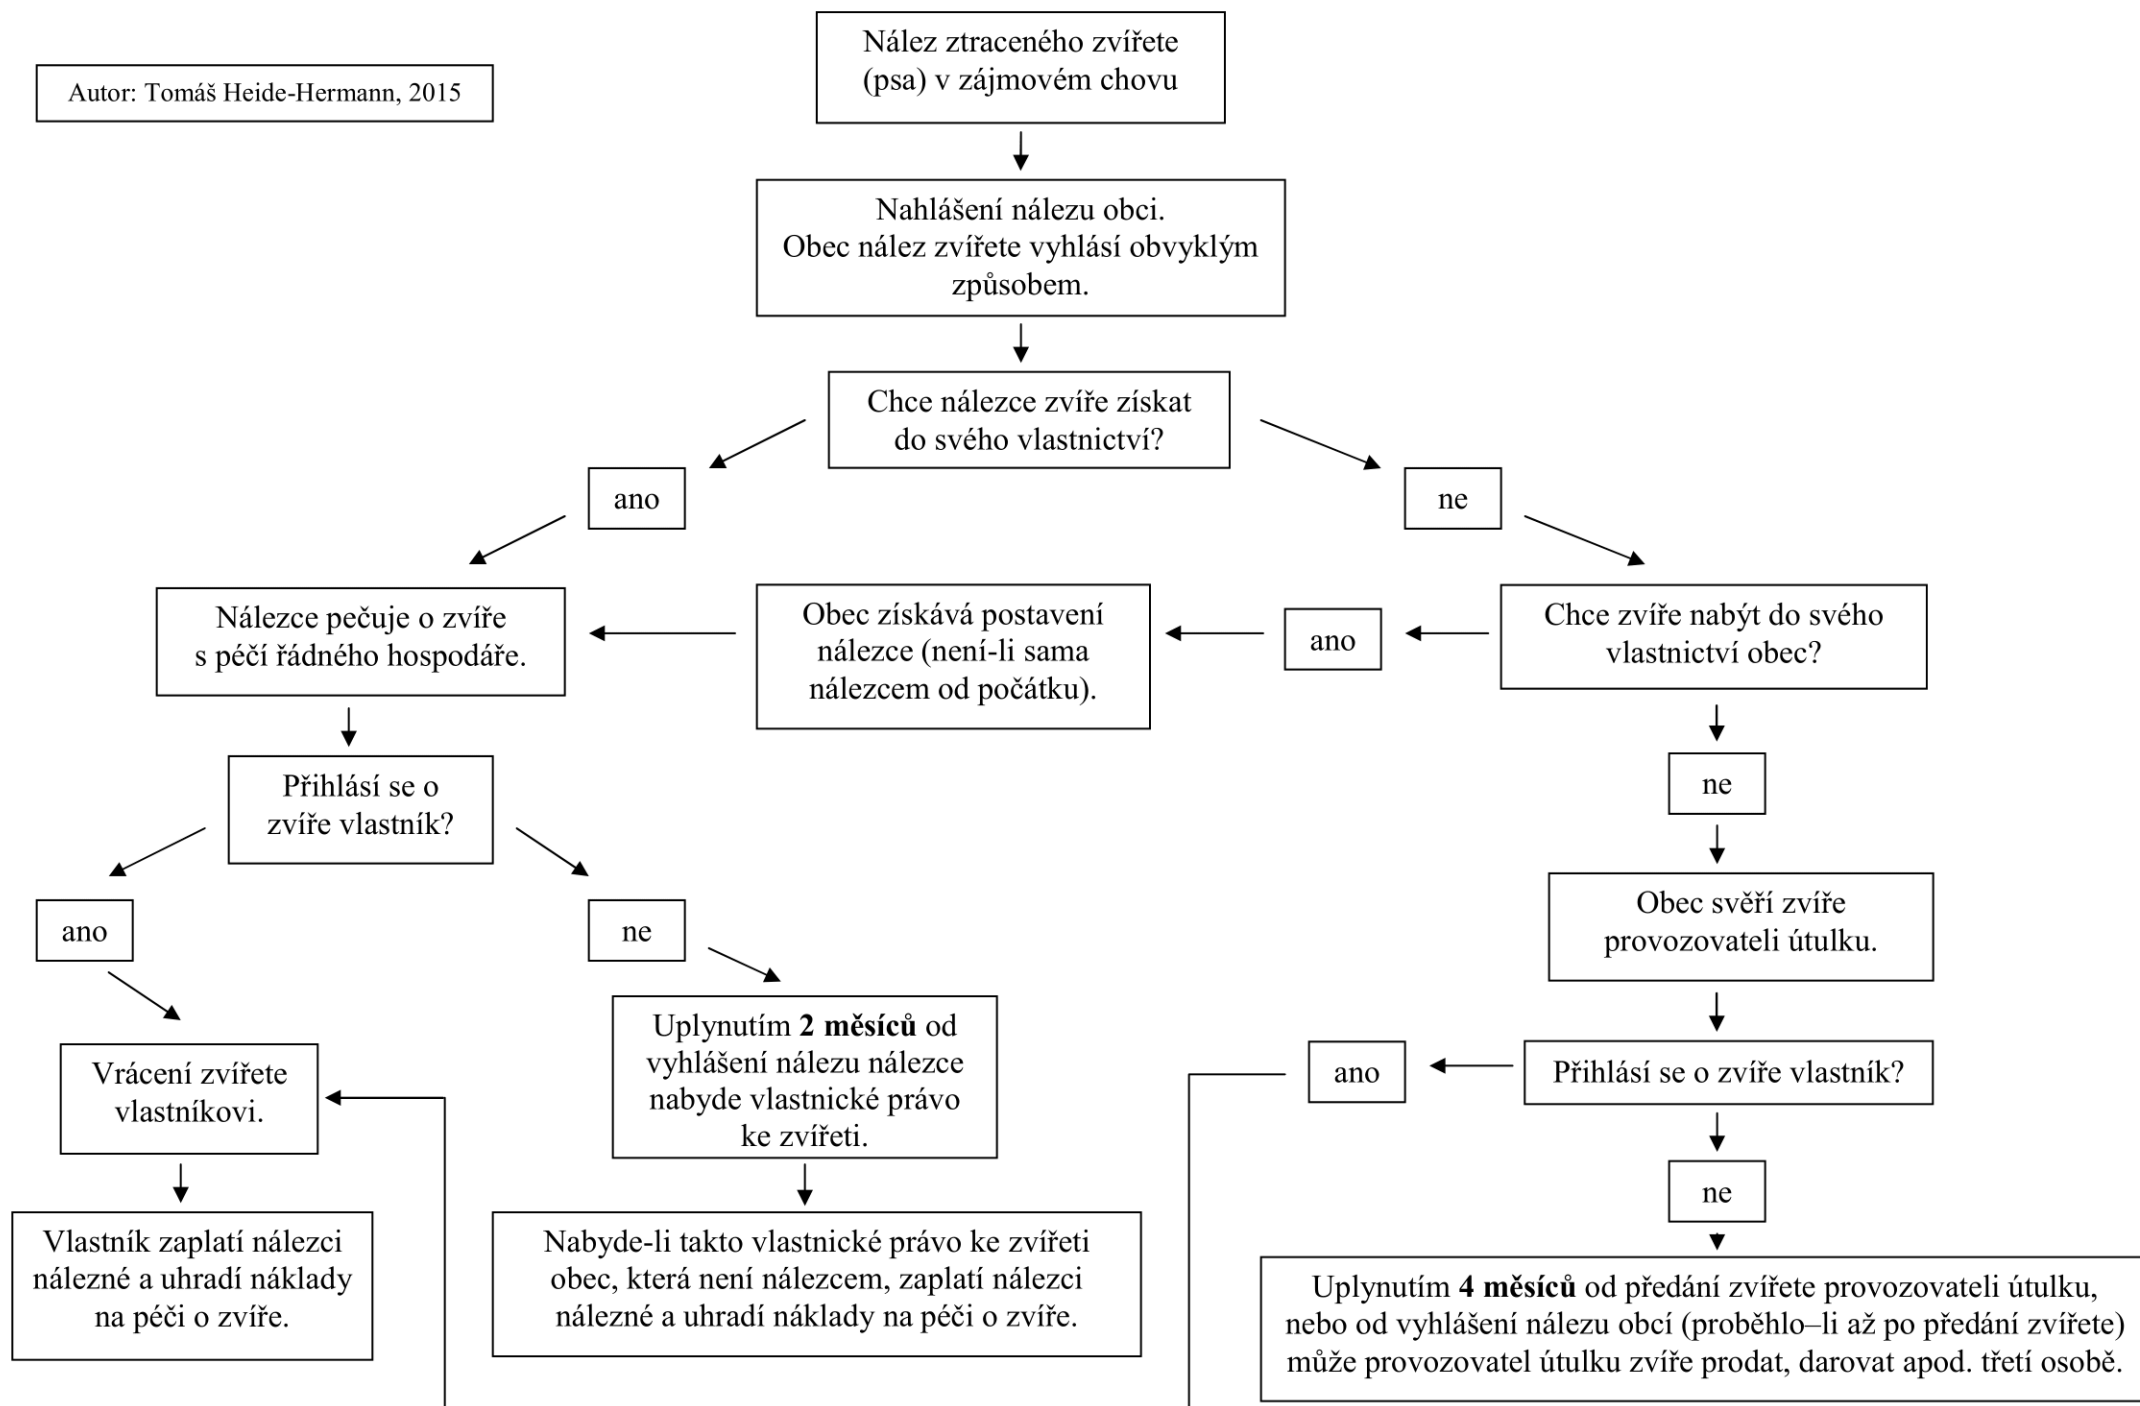 Autor: Tomáš Heide-Hermann, 2015
Nález ztraceného zvířete
(psa) v zájmovém chovu
Nahlášení nálezu obci.
Obec nález zvířete vyhlásí obvyklým
způsobem.
Chce nálezce zvíře získat
do svého vlastnictví?
ano
ne
Nálezce pečuje o zvíře
s péčí řádného hospodáře.
Obec získává postavení
nálezce (není-li sama
nálezcem od počátku).
ano
Chce zvíře nabýt do svého
vlastnictví obec?
Přihlásí se o
zvíře vlastník?
ne
ano
ne
Obec svěří zvíře
provozovateli útulku.
Vrácení zvířete
vlastníkovi.
Uplynutím 2 měsíců od
vyhlášení nálezu nálezce
nabyde vlastnické právo
ke zvířeti.
ano
Přihlásí se o zvíře vlastník?
ne
Vlastník zaplatí nálezci
nálezné a uhradí náklady
na péči o zvíře.
Nabyde-li takto vlastnické právo ke zvířeti
obec, která není nálezcem, zaplatí nálezci
nálezné a uhradí náklady na péči o zvíře.
Uplynutím 4 měsíců od předání zvířete provozovateli útulku,
nebo od vyhlášení nálezu obcí (proběhlo–li až po předání zvířete)
může provozovatel útulku zvíře prodat, darovat apod. třetí osobě.